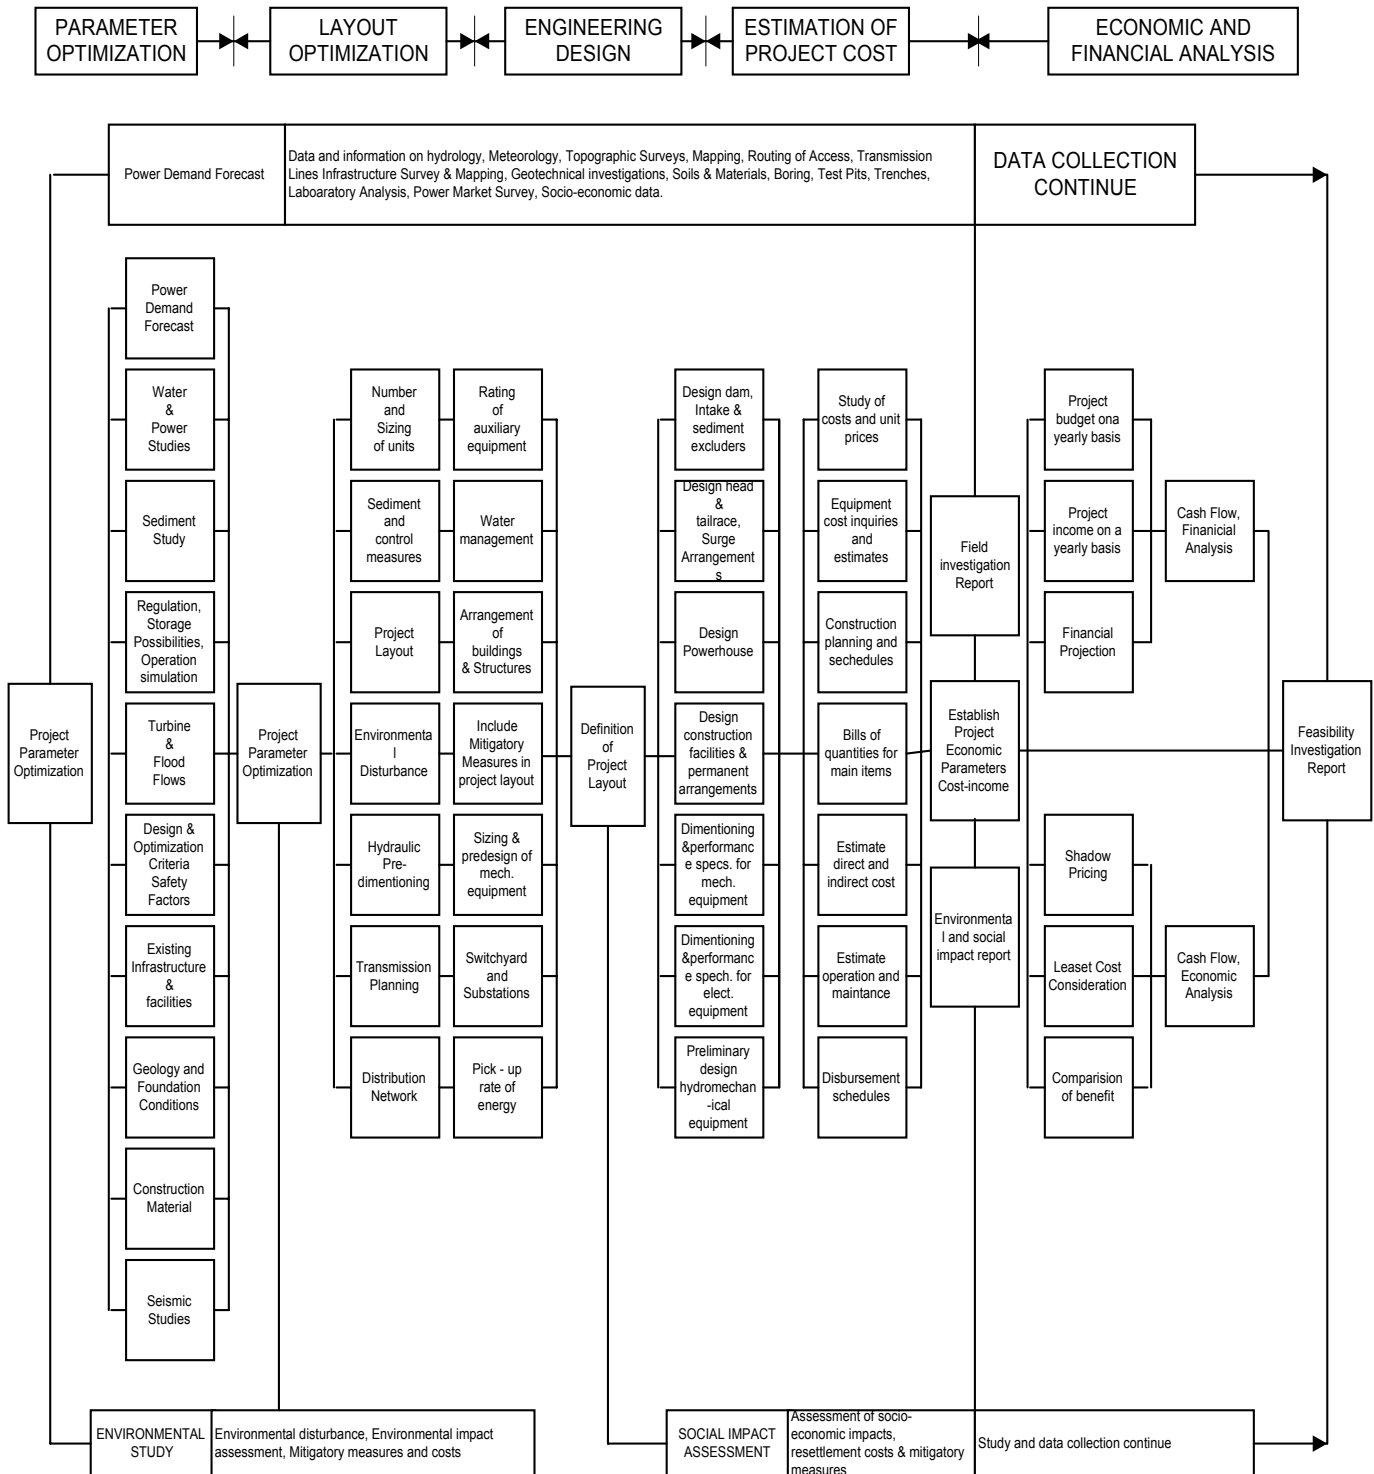 PARAMETER
OPTIMIZATION
LAYOUT
OPTIMIZATION
ENGINEERING
DESIGN
ESTIMATION OF
PROJECT COST
ECONOMIC AND
FINANCIAL ANALYSIS
Power Demand Forecast
Data and information on hydrology, Meteorology, Topographic Surveys, Mapping, Routing of Access, Transmission
Lines Infrastructure Survey & Mapping, Geotechnical investigations, Soils & Materials, Boring, Test Pits, Trenches,
Laboaratory Analysis, Power Market Survey, Socio-economic data.
DATA COLLECTION
CONTINUE
Project
Parameter
Optimization
Power
Demand
Forecast
Water
&
Power
Studies
Sediment
Study
Regulation,
Storage
Possibilities,
Operation
simulation
Turbine
&
Flood
Flows
Design &
Optimization
Criteria
Safety
Factors
Existing
Infrastructure
&
facilities
Geology and
Foundation
Conditions
Construction
Material
Seismic
Studies
Project
Parameter
Optimization
Number
and
Sizing
of units
Sediment
and
control
measures
Project
Layout
Environmenta
l
Disturbance
Hydraulic
Pre-
dimentioning
Transmission
Planning
Distribution
Network
Rating
of
auxiliary
equipment
Water
management
Arrangement
of
buildings
& Structures
Include
Mitigatory
Measures in
project layout
Sizing &
predesign of
mech.
equipment
Switchyard
and
Substations
Pick - up
rate of
energy
Definition
of
Project
Layout
Design dam,
Intake &
sediment
excluders
Design head
&
tailrace,
Surge
Arrangement
s
Design
Powerhouse
Design
construction
facilities &
permanent
arrangements
Dimentioning
&performanc
e specs. for
mech.
equipment
Dimentioning
&performanc
e spech. for
elect.
equipment
Preliminary
design
hydromechan
-ical
equipment
Study of
costs and unit
prices
Equipment
cost inquiries
and
estimates
Construction
planning and
sechedules
Bills of
quantities for
main items
Estimate
direct and
indirect cost
Estimate
operation and
maintance
Disbursement
schedules
Field
investigation
Report
Establish
Project
Economic
Parameters
Cost-income
Environmenta
l and social
impact report
Project
budget ona
yearly basis
Project
income on a
yearly basis
Financial
Projection
Shadow
Pricing
Leaset Cost
Consideration
Comparision
of benefit
Cash Flow,
Finanicial
Analysis
Cash Flow,
Economic
Analysis
Feasibility
Investigation
Report
ENVIRONMENTAL
STUDY
Environmental disturbance, Environmental impact
assessment, Mitigatory measures and costs
SOCIAL IMPACT
ASSESSMENT
Assessment of socio-
economic impacts,
resettlement costs & mitigatory
measures
Study and data collection continue